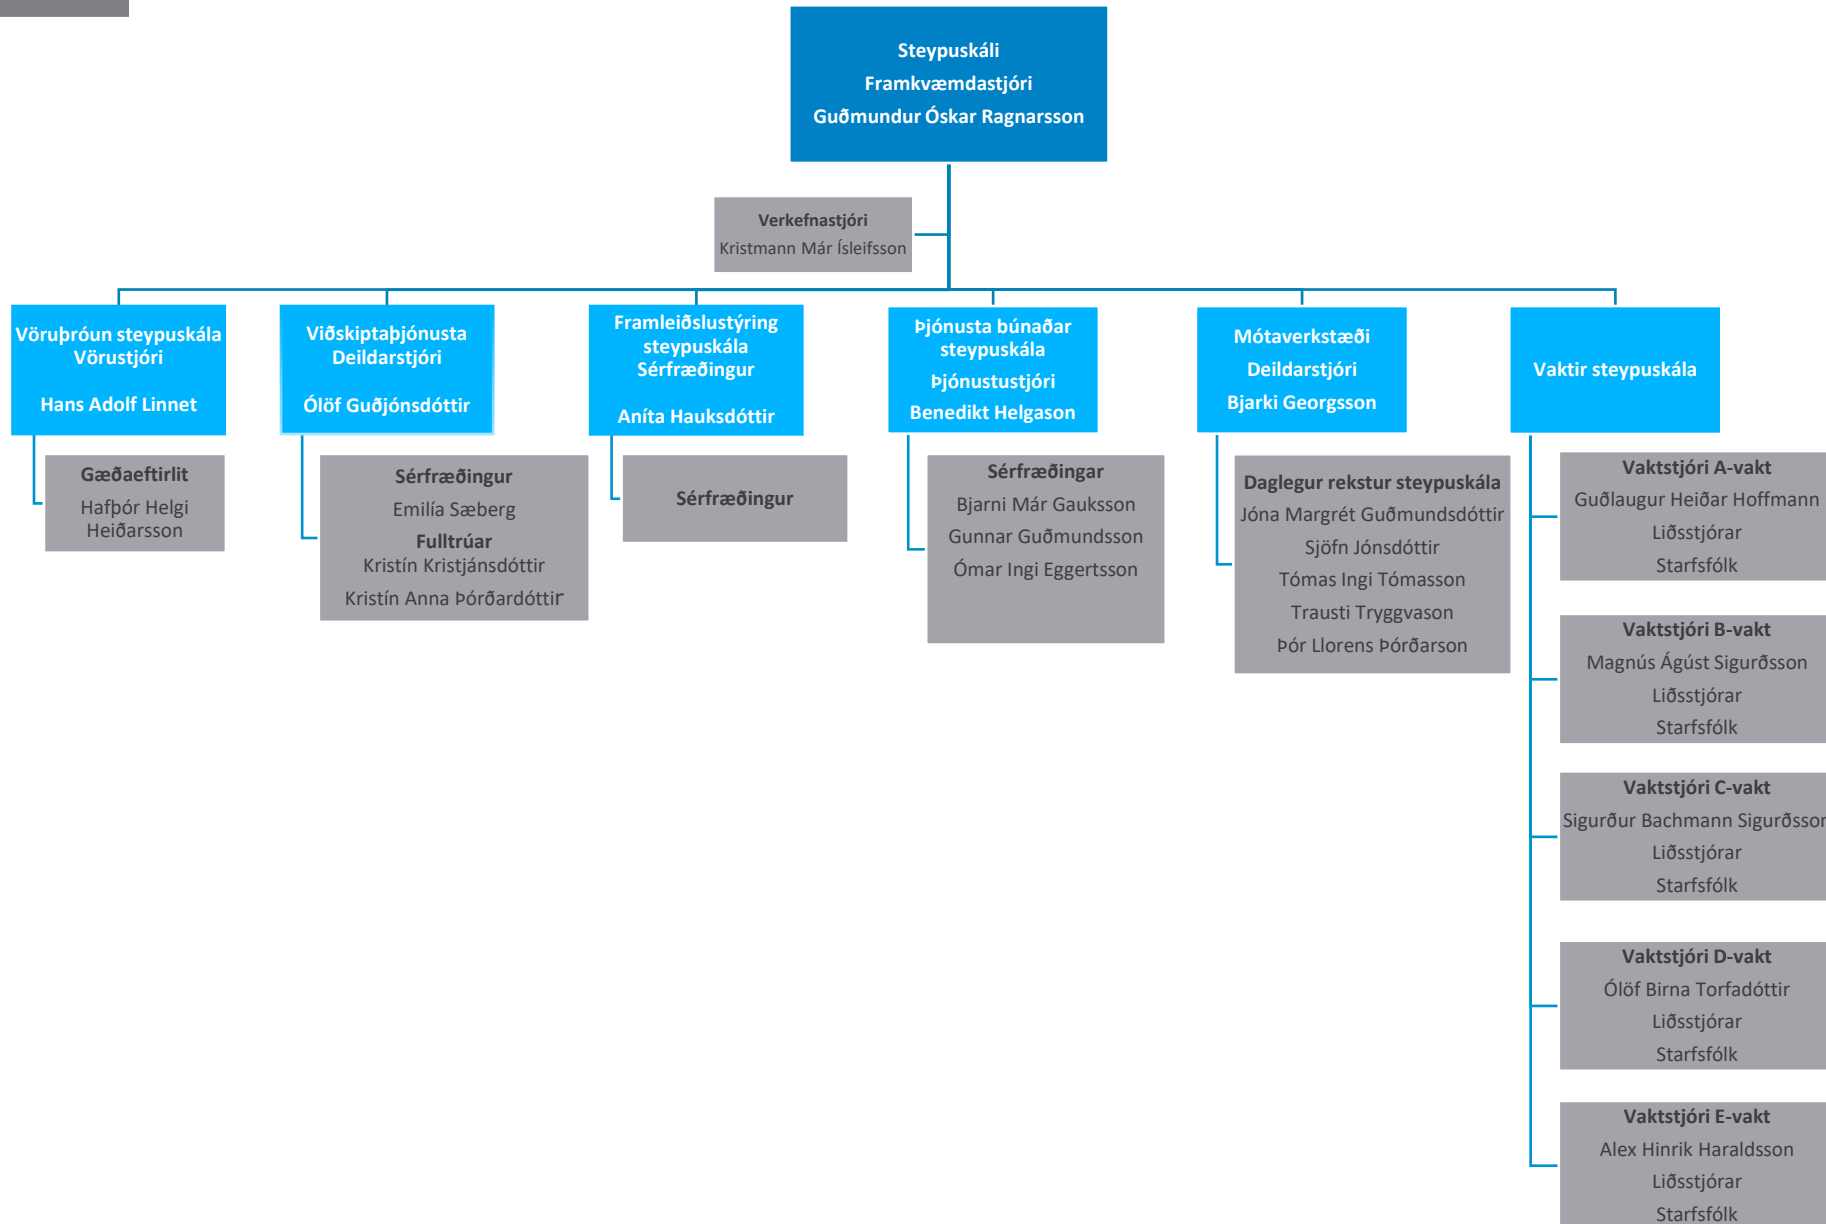 Steypuskáli
Framkvæmdastjóri
Guðmundur Óskar Ragnarsson
Verkefnastjóri
Kristmann Már Ísleifsson
Vöruþróun steypuskála
Vörustjóri
Hans Adolf Linnet
Gæðaeftirlit
Hafþór Helgi
Heiðarsson
Viðskiptaþjónusta
Deildarstjóri
Ólöf Guðjónsdóttir
Sérfræðingur
Emilía Sæberg
Fulltrúar
Kristín Kristjánsdóttir
Kristín Anna Þórðardóttir
Framleiðslustýring
steypuskála
Sérfræðingur
Aníta Hauksdóttir
Sérfræðingur
Þjónusta búnaðar
steypuskála
Þjónustustjóri
Benedikt Helgason
Sérfræðingar
Bjarni Már Gauksson
Gunnar Guðmundsson
Ómar Ingi Eggertsson
Mótaverkstæði
Deildarstjóri
Bjarki Georgsson
Daglegur rekstur steypuskála
Jóna Margrét Guðmundsdóttir
Sjöfn Jónsdóttir
Tómas Ingi Tómasson
Trausti Tryggvason
Þór Llorens Þórðarson
Vaktir steypuskála
Vaktstjóri A-vakt
Guðlaugur Heiðar Hoffmann
Liðsstjórar
Starfsfólk
Vaktstjóri B-vakt
Magnús Ágúst Sigurðsson
Liðsstjórar
Starfsfólk
Vaktstjóri C-vakt
Sigurður Bachmann Sigurðsson
Liðsstjórar
Starfsfólk
Vaktstjóri D-vakt
Ólöf Birna Torfadóttir
Liðsstjórar
Starfsfólk
Vaktstjóri E-vakt
Alex Hinrik Haraldsson
Liðsstjórar
Starfsfólk